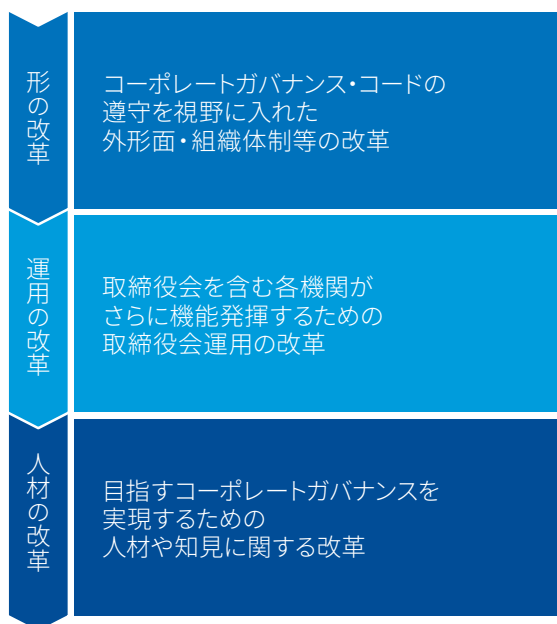 形の改革
コーポレートガバナンス・コードの
遵守を視野に入れた
外形面・組織体制等の改革
運用の改革
取締役会を含む各機関が
さらに機能発揮するための
取締役会運用の改革
人材の改革
目指すコーポレートガバナンスを
実現するための
人材や知見に関する改革